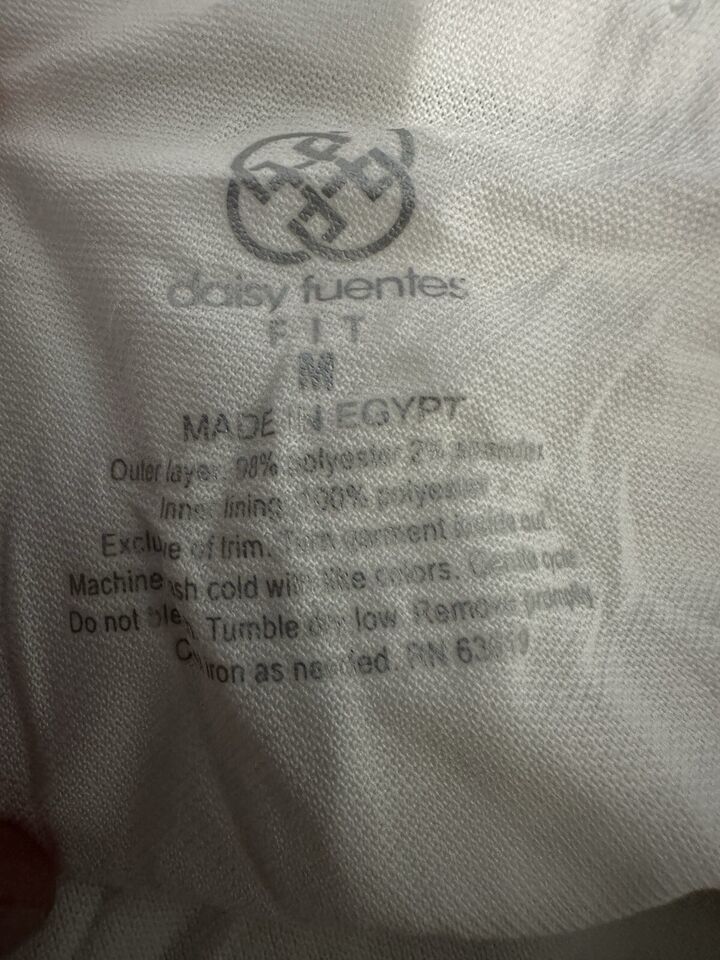 daisy fuentes
FIT
M
MADE IN EGYPT
Outer layer: 98% polyester 2% spandex
Inner lining: 100% polyester
Exclusive of trim. Turn garment inside out.
Machine wash cold with like colors. Gentle cycle
Do not bleach. Tumble dry low. Remove promptly
Cool iron as needed. RN